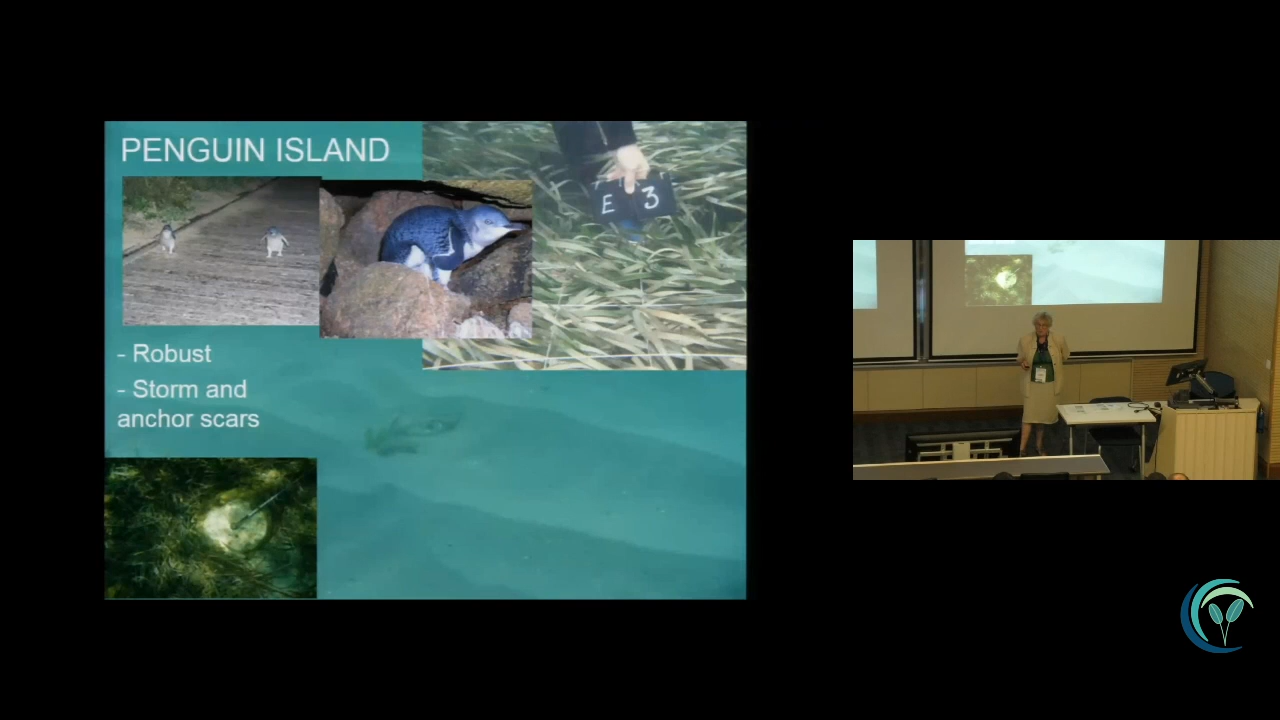 PENGUIN ISLAND
E 3
- Robust
- Storm and
anchor scars